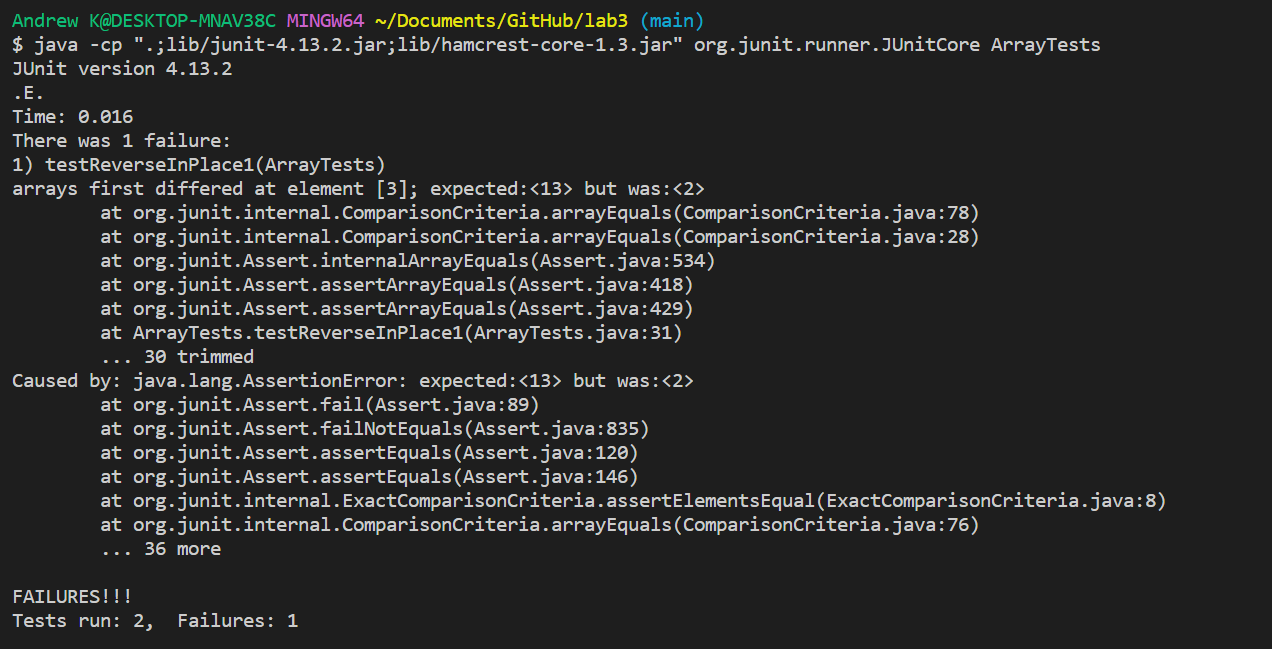 Andrew K@DESKTOP-MNAV38C MINGW64 ~/Documents/GitHub/lab3 (main)
$ java -cp ".;lib/junit-4.13.2.jar;lib/hamcrest-core-1.3.jar" org.junit.runner.JUnitCore ArrayTests
JUnit version 4.13.2
.E.
Time: 0.016
There was 1 failure:
1) testReverseInPlace1(ArrayTests)
arrays first differed at element [3]; expected:<13> but was:<2>
        at org.junit.internal.ComparisonCriteria.arrayEquals(ComparisonCriteria.java:78)
        at org.junit.internal.ComparisonCriteria.arrayEquals(ComparisonCriteria.java:28)
        at org.junit.Assert.internalArrayEquals(Assert.java:534)
        at org.junit.Assert.assertArrayEquals(Assert.java:418)
        at org.junit.Assert.assertArrayEquals(Assert.java:429)
        at ArrayTests.testReverseInPlace1(ArrayTests.java:31)
        ... 30 trimmed
Caused by: java.lang.AssertionError: expected:<13> but was:<2>
        at org.junit.Assert.fail(Assert.java:89)
        at org.junit.Assert.failNotEquals(Assert.java:835)
        at org.junit.Assert.assertEquals(Assert.java:120)
        at org.junit.Assert.assertEquals(Assert.java:146)
        at org.junit.internal.ExactComparisonCriteria.assertElementsEqual(ExactComparisonCriteria.java:8)
        at org.junit.internal.ComparisonCriteria.arrayEquals(ComparisonCriteria.java:76)
        ... 36 more

FAILURES!!!
Tests run: 2,  Failures: 1